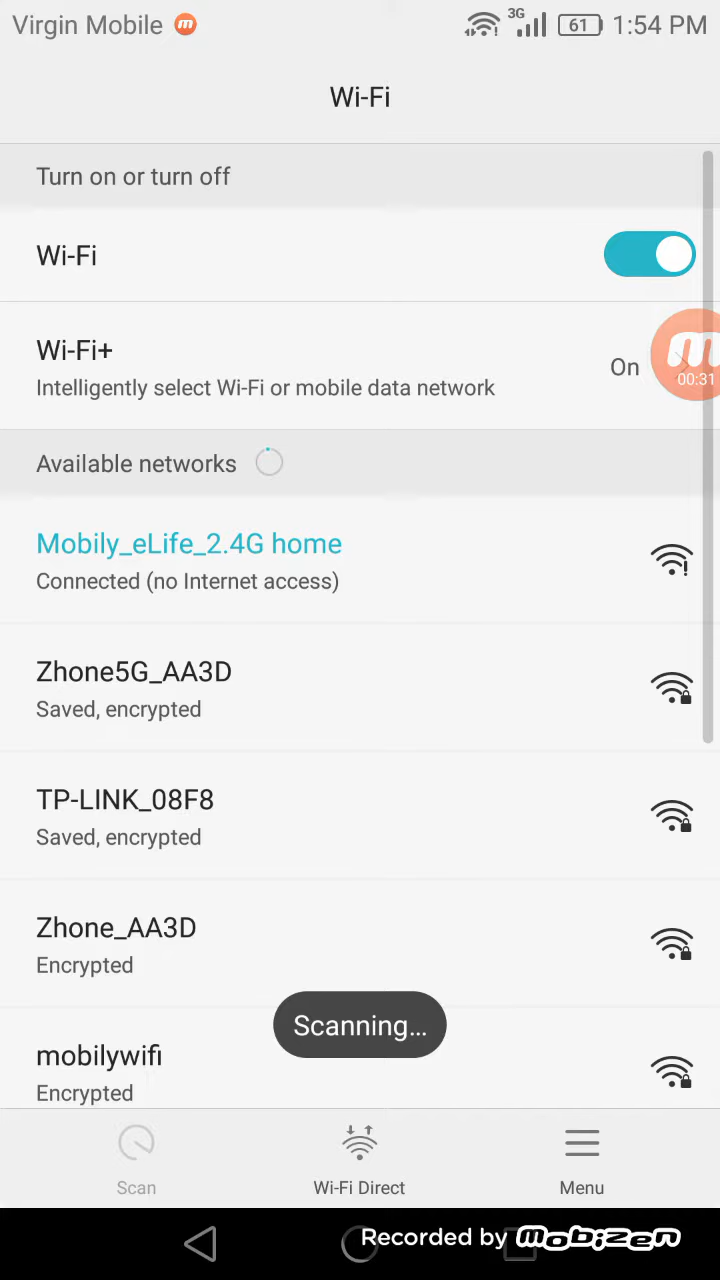 Virgin Mobile m 3G 61 1:54 PM
Wi-Fi
Turn on or turn off
Wi-Fi
Wi-Fi+
Intelligently select Wi-Fi or mobile data network
On
00:31
Available networks
Mobily_eLife_2.4G home
Connected (no Internet access)
Zhone5G_AA3D
Saved, encrypted
TP-LINK_08F8
Saved, encrypted
Zhone_AA3D
Encrypted
Scanning...
mobilywifi
Encrypted
Scan Wi-Fi Direct Menu
Recorded by mobizen